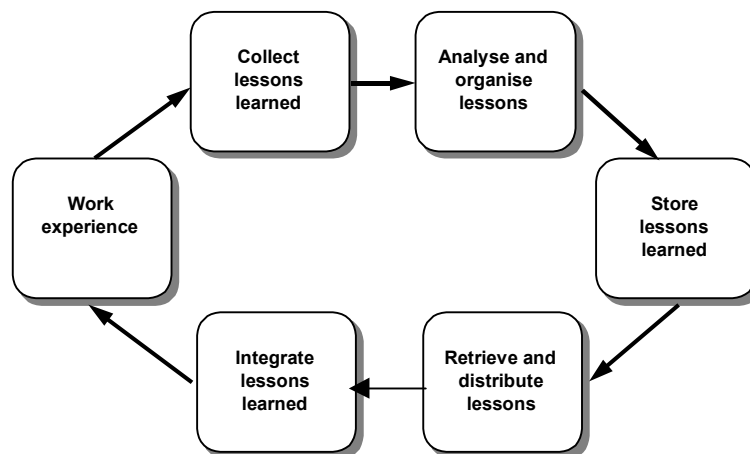 Collect
lessons
learned
Analyse and
organise
lessons
Work
experience
Store
lessons
learned
Integrate
lessons
learned
Retrieve and
distribute
lessons